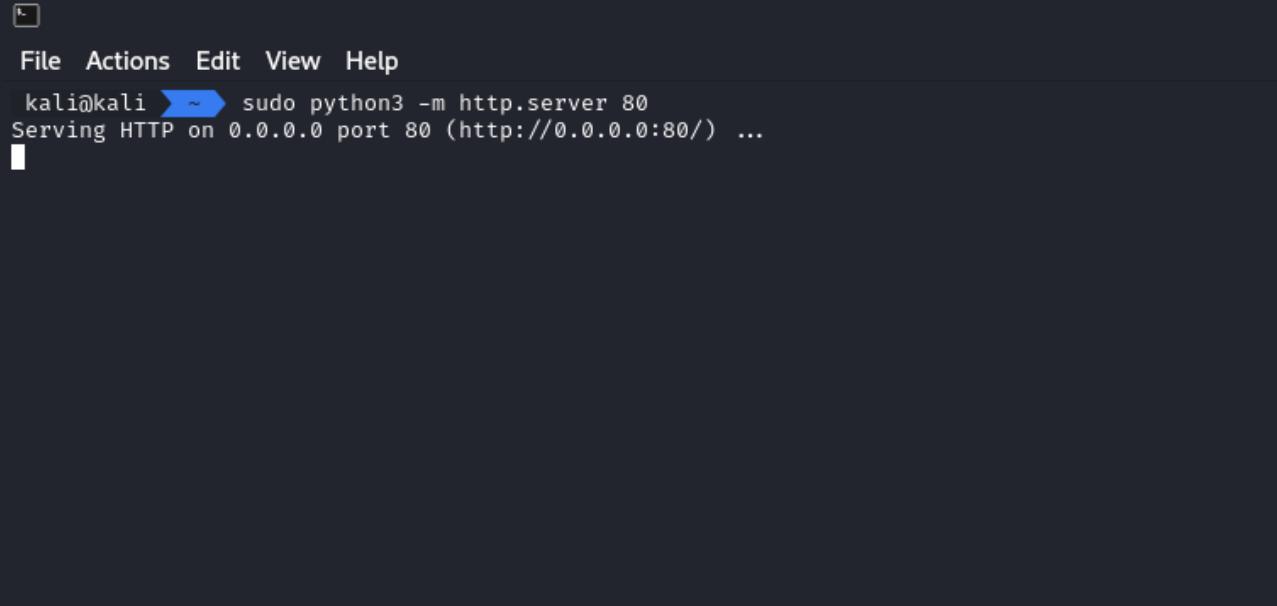 File Actions Edit View Help
kali@kali ~ sudo python3 -m http.server 80
Serving HTTP on 0.0.0.0 port 80 (http://0.0.0.0:80/) ...